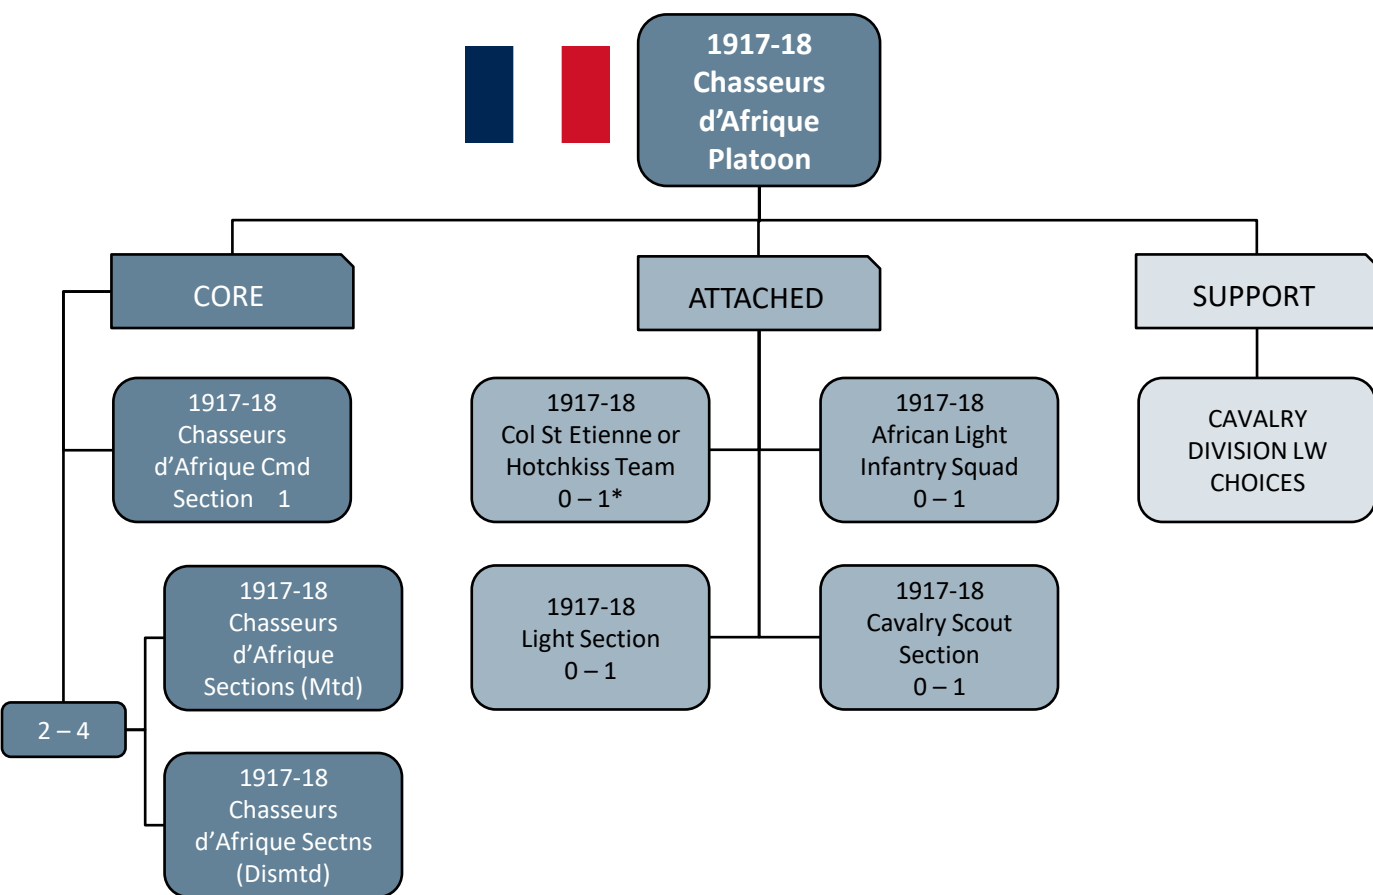 1917-18
Chasseurs
d’Afrique
Platoon
CORE
ATTACHED
SUPPORT
1917-18
Chasseurs
d’Afrique Cmd
Section 1
1917-18
Col St Etienne or
Hotchkiss Team
0 – 1*
1917-18
African Light
Infantry Squad
0 – 1
CAVALRY
DIVISION LW
CHOICES
1917-18
Chasseurs
d’Afrique
Sections (Mtd)
1917-18
Light Section
0 – 1
1917-18
Cavalry Scout
Section
0 – 1
2 – 4
1917-18
Chasseurs
d’Afrique Sectns
(Dismtd)